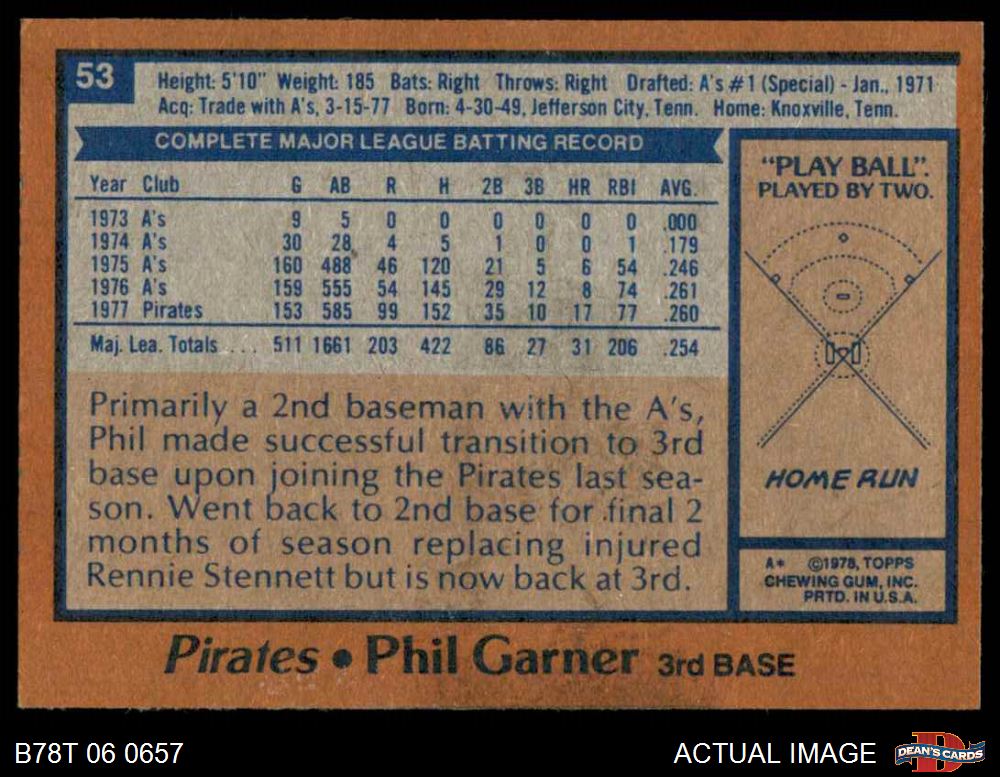 53
Height: 5'10" Weight: 185 Bats: Right Throws: Right Drafted: A's #1 (Special) - Jan., 1971
Acq: Trade with A's, 3-15-77 Born: 4-30-49, Jefferson City, Tenn. Home: Knoxville, Tenn.
COMPLETE MAJOR LEAGUE BATTING RECORD
Year Club G AB R H 2B 3B HR RBI AVG.
1973 A's 9 5 0 0 0 0 0 0 .000
1974 A's 30 28 4 5 1 0 0 1 .179
1975 A's 160 488 46 120 21 5 6 54 .246
1976 A's 159 555 54 145 29 12 8 74 .261
1977 Pirates 153 585 99 152 35 10 17 77 .260
Maj. Lea. Totals ... 511 1661 203 422 86 27 31 206 .254
Primarily a 2nd baseman with the A's,
Phil made successful transition to 3rd
base upon joining the Pirates last sea-
son. Went back to 2nd base for final 2
months of season replacing injured
Rennie Stennett but is now back at 3rd.
"PLAY BALL".
PLAYED BY TWO.
HOME RUN
A* ©1978, TOPPS
CHEWING GUM, INC.
PRTD. IN U.S.A.
Pirates • Phil Garner 3rd BASE
B78T 06 0657
ACTUAL IMAGE
D
DEAN'S CARDS